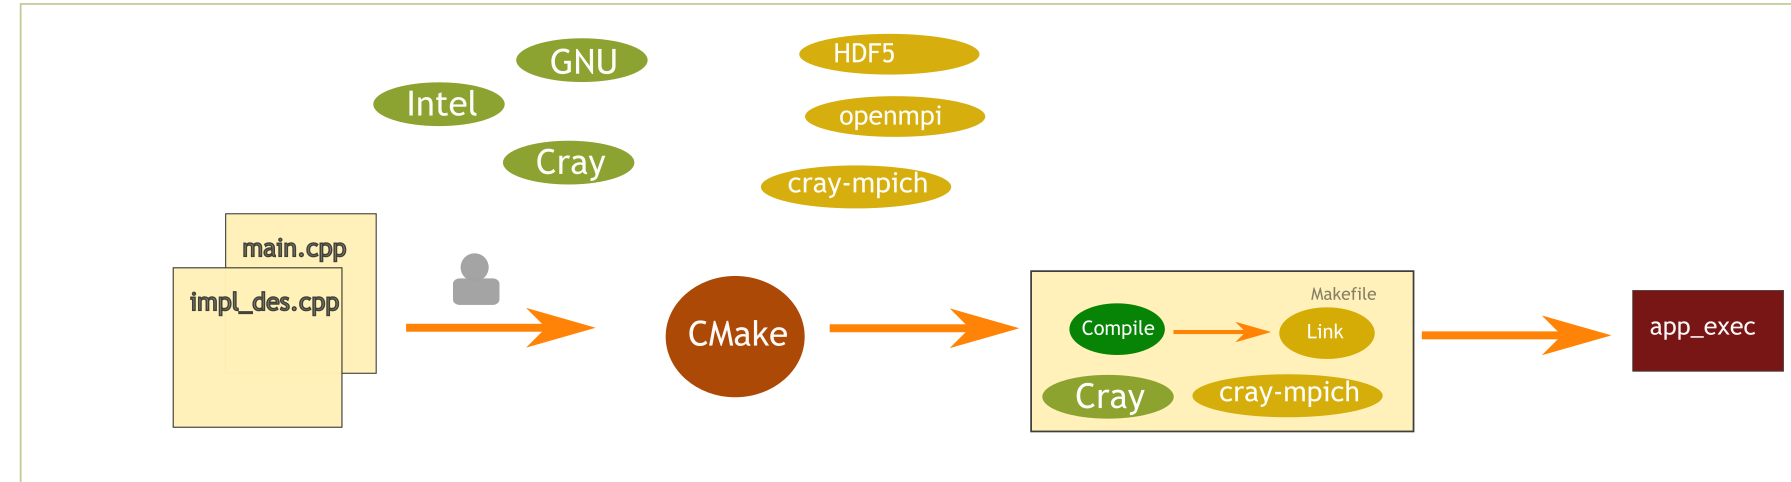 GNU
Intel
Cray
HDF5
openmpi
cray-mpich
main.cpp
impl_des.cpp
CMake
Makefile
Compile
Link
Cray
cray-mpich
app_exec